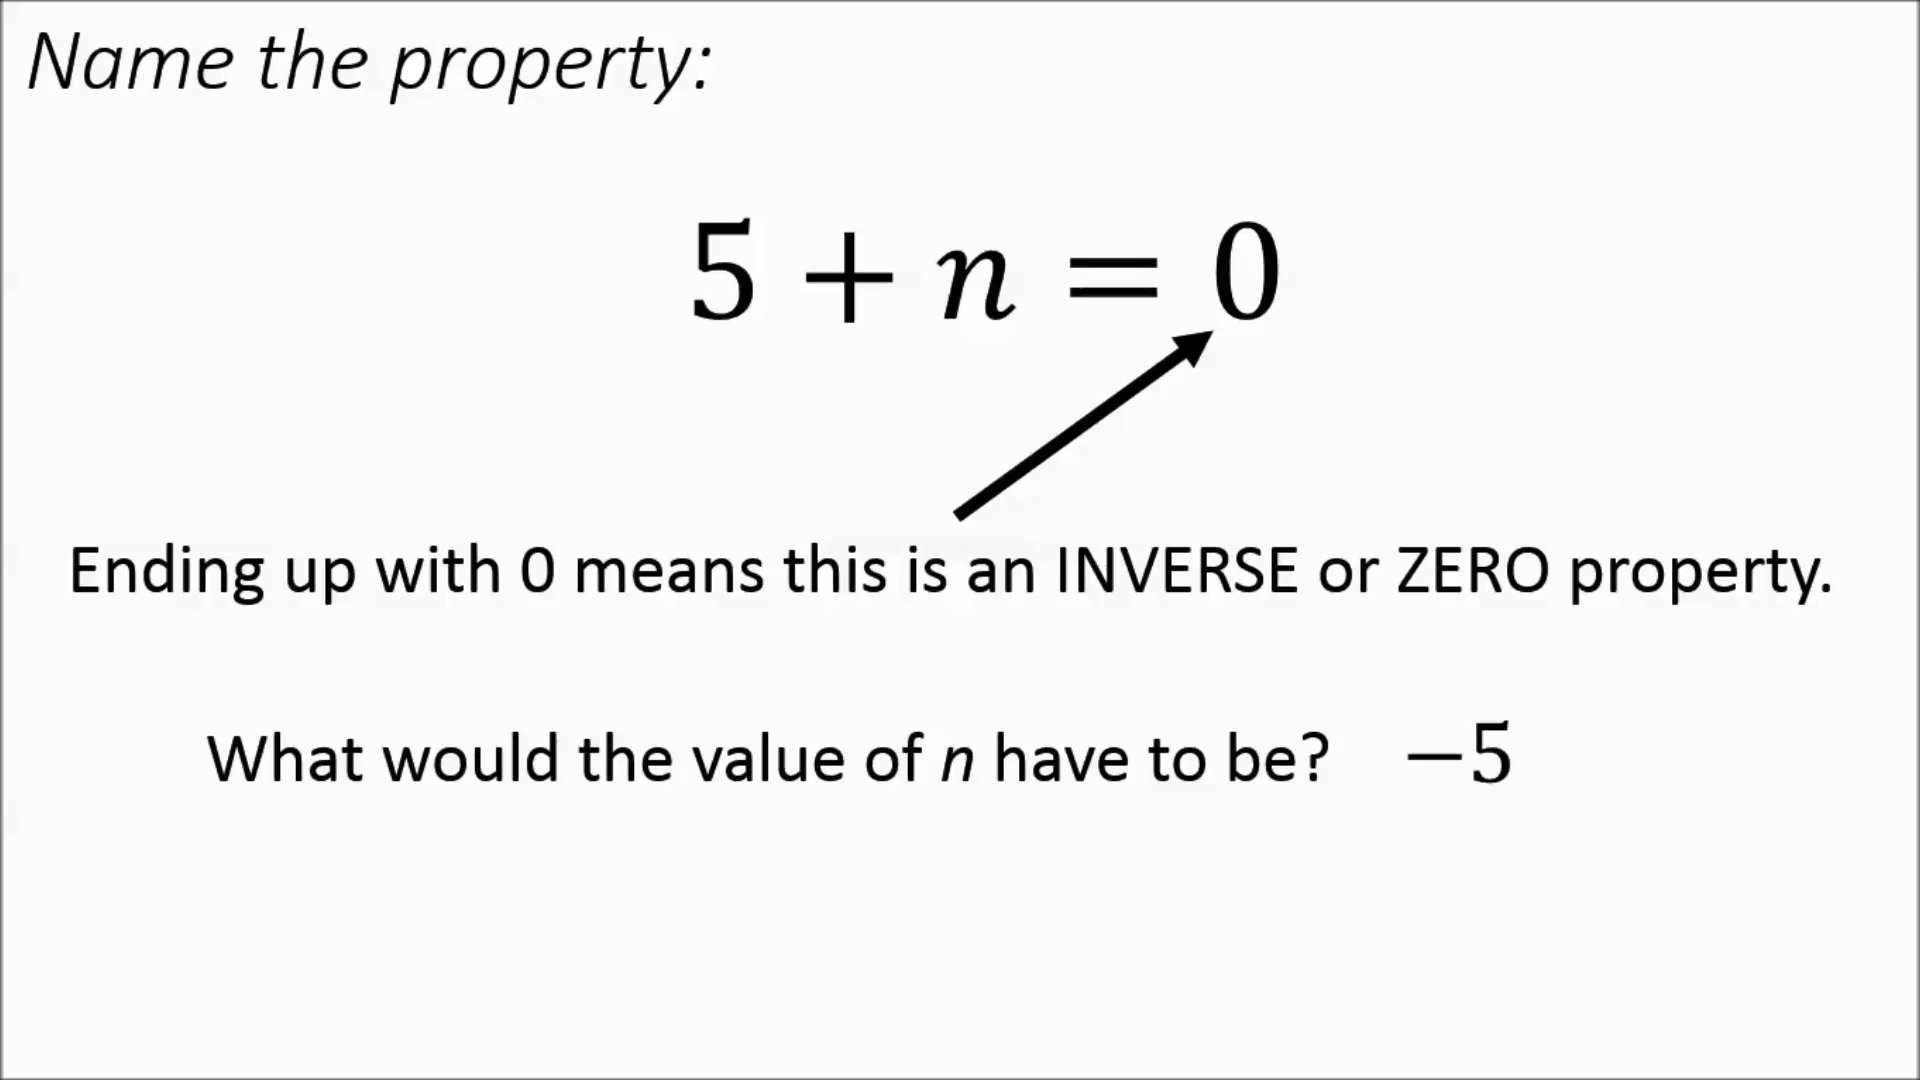 Name the property:
5 + n = 0
Ending up with 0 means this is an INVERSE or ZERO property.
What would the value of n have to be? −5